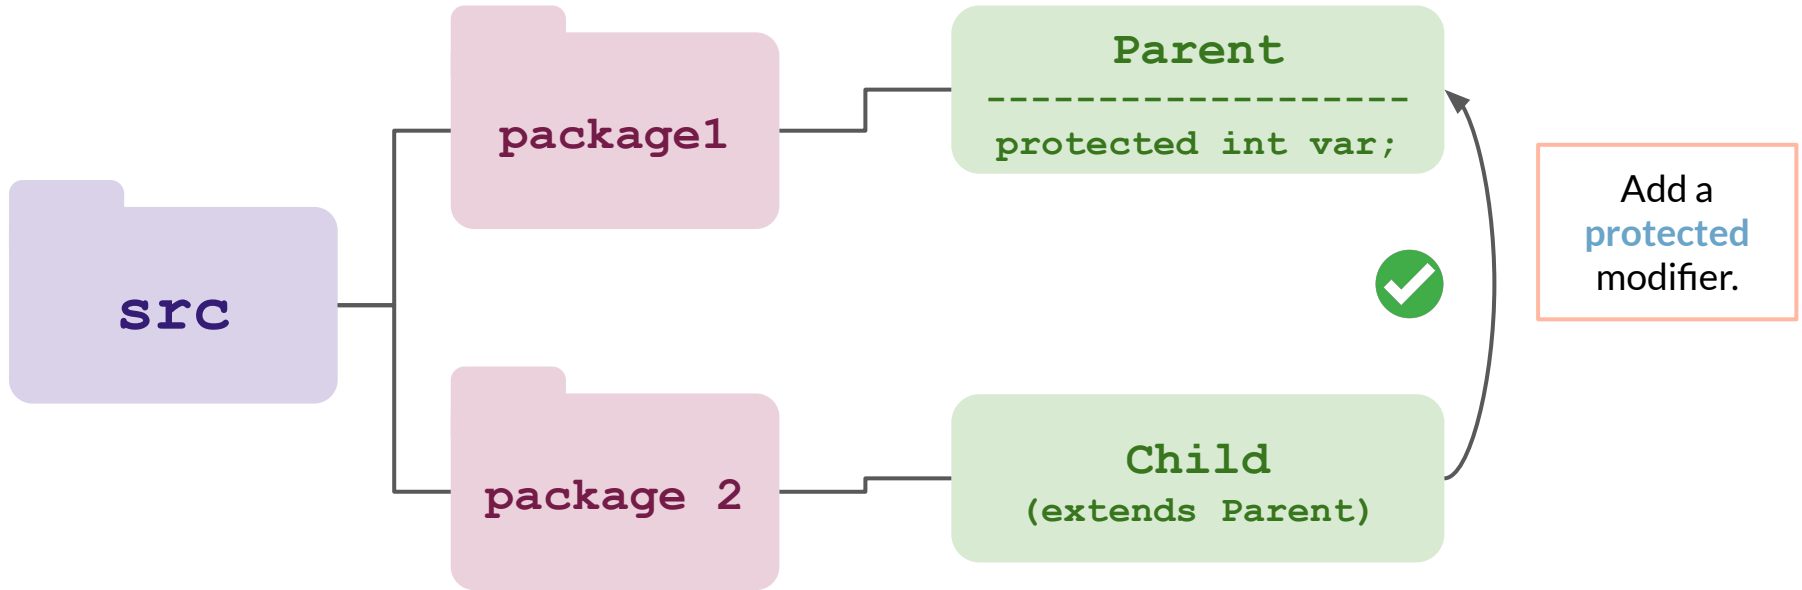 src
package1
package 2
Parent
-------------------
protected int var;
Child
(extends Parent)
Add a
protected
modifier.